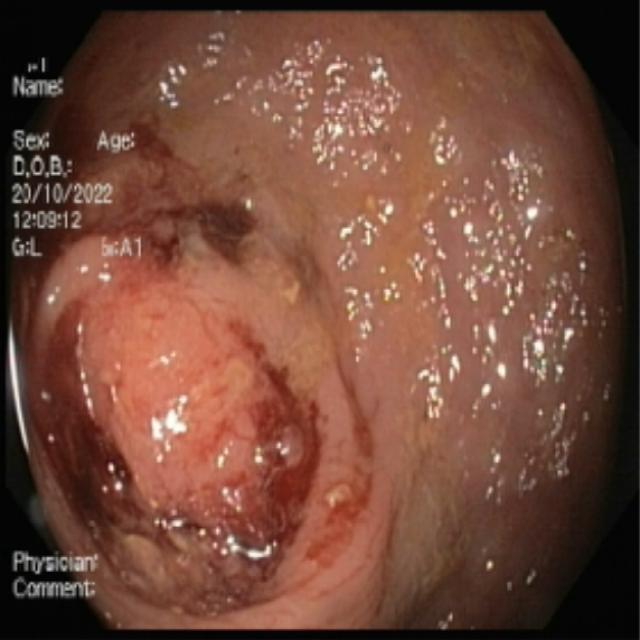 Name:
Sex: Age:
D.O.B.:
20/10/2022
12:09:12
G:L
Physician:
Comment: